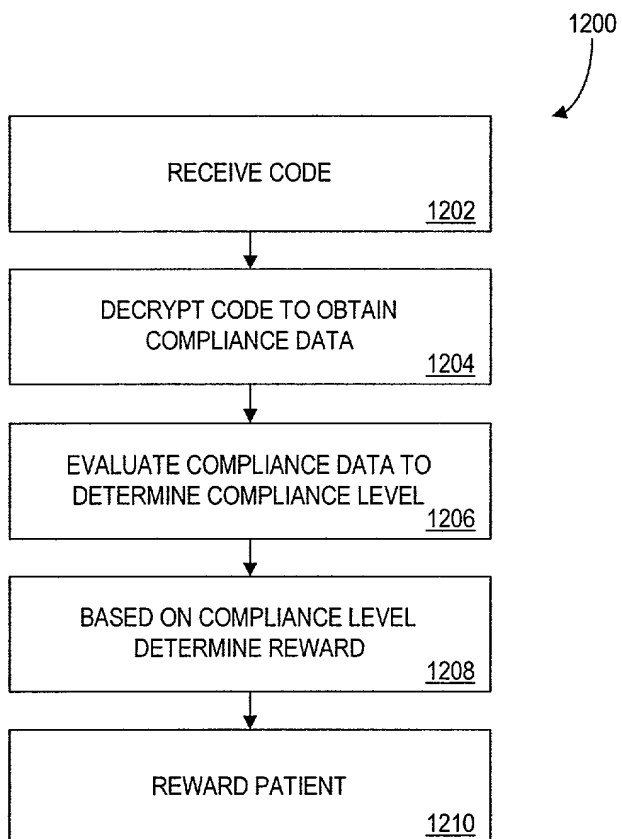 1200
RECEIVE CODE
1202
DECRYPT CODE TO OBTAIN
COMPLIANCE DATA
1204
EVALUATE COMPLIANCE DATA TO
DETERMINE COMPLIANCE LEVEL
1206
BASED ON COMPLIANCE LEVEL
DETERMINE REWARD
1208
REWARD PATIENT
1210